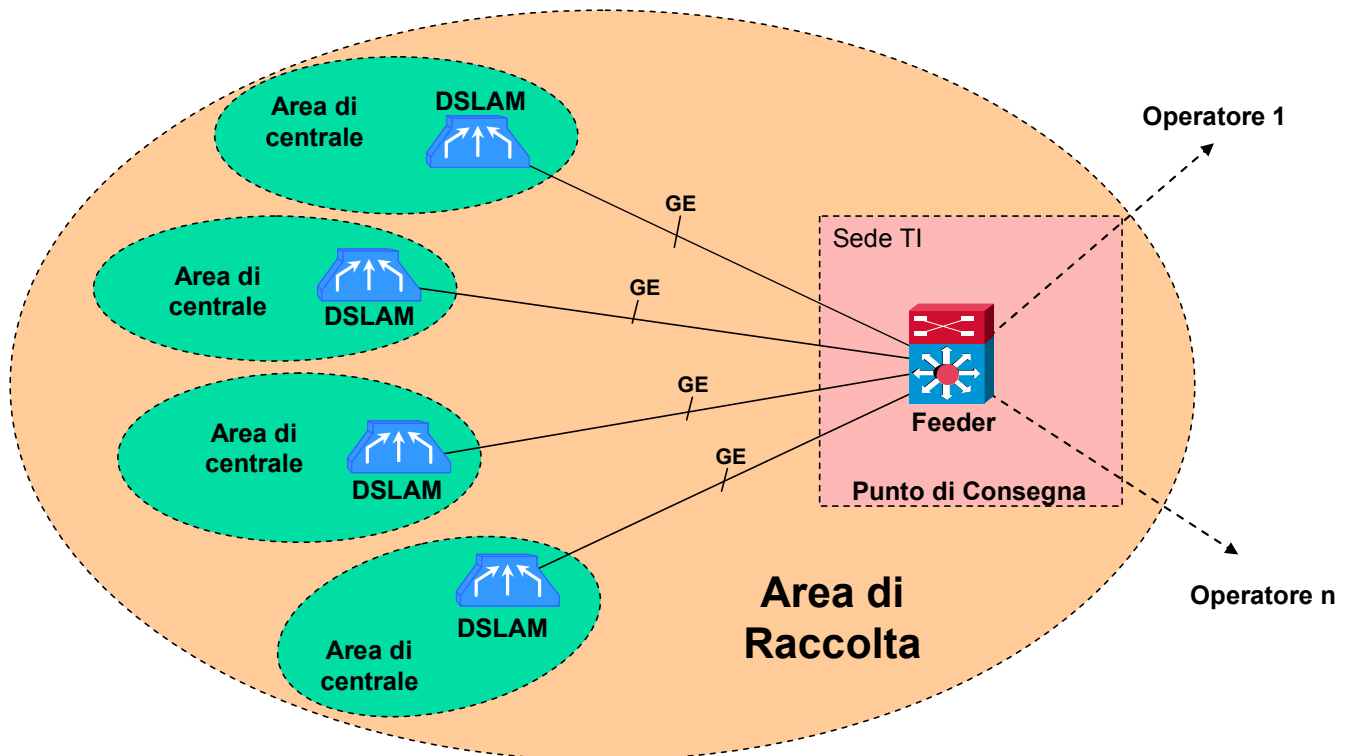 Area di
centrale
DSLAM
GE
Operatore 1
Sede TI
Area di
centrale
DSLAM
GE
Feeder
Punto di Consegna
Area di
centrale
DSLAM
GE
GE
Area di
centrale
DSLAM
Area di
Raccolta
Operatore n